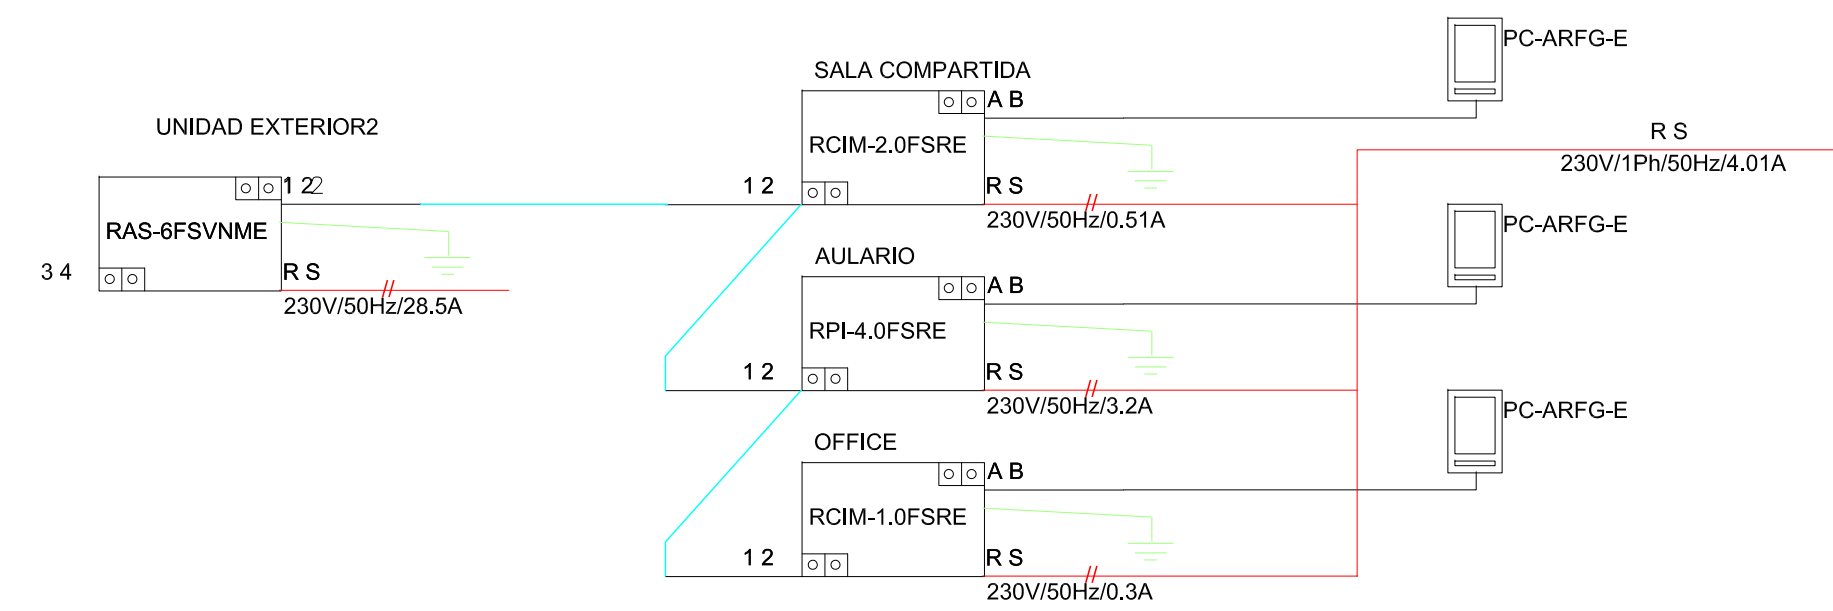 PC-ARFG-E
SALA COMPARTIDA
A B
UNIDAD EXTERIOR2
R S
RCIM-2.0FSRE
230V/1Ph/50Hz/4.01A
1 2
R S
1 2 2
230V/50Hz/0.51A
PC-ARFG-E
RAS-6FSVNME
AULARIO
3 4
R S
A B
230V/50Hz/28.5A
RPI-4.0FSRE
1 2
R S
230V/50Hz/3.2A
PC-ARFG-E
OFFICE
A B
RCIM-1.0FSRE
1 2
R S
230V/50Hz/0.3A